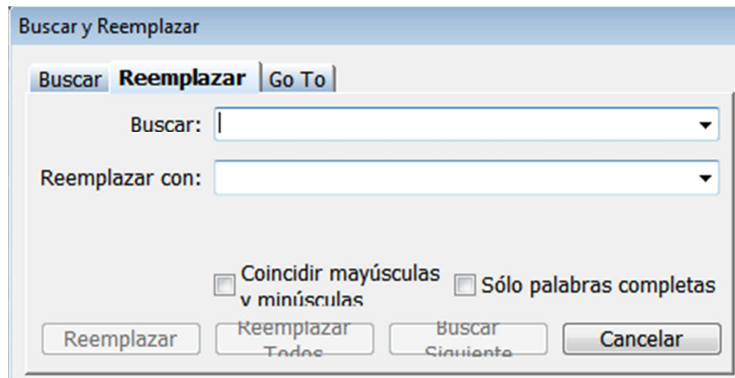 Buscar y Reemplazar
Buscar Reemplazar Go To
Buscar:
Reemplazar con:
Coincidir mayúsculas
y minúsculas
Sólo palabras completas
Reemplazar
Reemplazar
Todos
Buscar
Siguiente
Cancelar